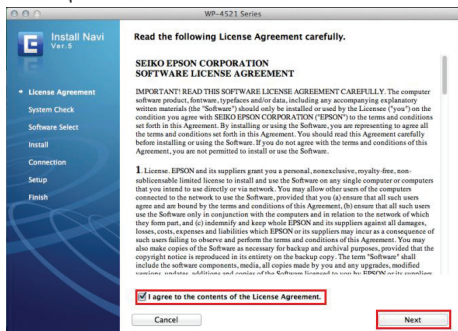 WP-4521 Series
Install Navi
Ver.5
License Agreement
System Check
Software Select
Install
Connection
Setup
Finish
Read the following License Agreement carefully.
SEIKO EPSON CORPORATION
SOFTWARE LICENSE AGREEMENT
IMPORTANT! READ THIS SOFTWARE LICENSE AGREEMENT CAREFULLY. The computer
software product, fontware, typefaces and/or data, including any accompanying explanatory
written materials (the "Software") should only be installed or used by the Licensee ("you") on the
condition you agree with SEIKO EPSON CORPORATION ("EPSON") to the terms and conditions
set forth in this Agreement. By installing or using the Software, you are representing to agree all
the terms and conditions set forth in this Agreement. You should read this Agreement carefully
before installing or using the Software. If you do not agree with the terms and conditions of this
Agreement, you are not permitted to install or use the Software.
1. License. EPSON and its suppliers grant you a personal, nonexclusive, royalty-free, non-
sublicensable limited license to install and use the Software on any single computer or computers
that you intend to use directly or via network. You may allow other users of the computers
connected to the network to use the Software, provided that you (a) ensure that all such users
agree and are bound by the terms and conditions of this Agreement, (b) ensure that all such users
use the Software only in conjunction with the computers and in relation to the network of which
they form part, and (c) indemnify and keep whole EPSON and its suppliers against all damages,
losses, costs, expenses and liabilities which EPSON or its suppliers may incur as a consequence of
such users failing to observe and perform the terms and conditions of this Agreement. You may
also make copies of the Software as necessary for backup and archival purposes, provided that the
copyright notice is reproduced in its entirety on the backup copy. The term "Software" shall
include the software components, media, all copies made by you and any upgrades, modified
versions, updates, additions and copies of the Software licensed to you by EPSON or its suppliers
I agree to the contents of the License Agreement.
Cancel
Next